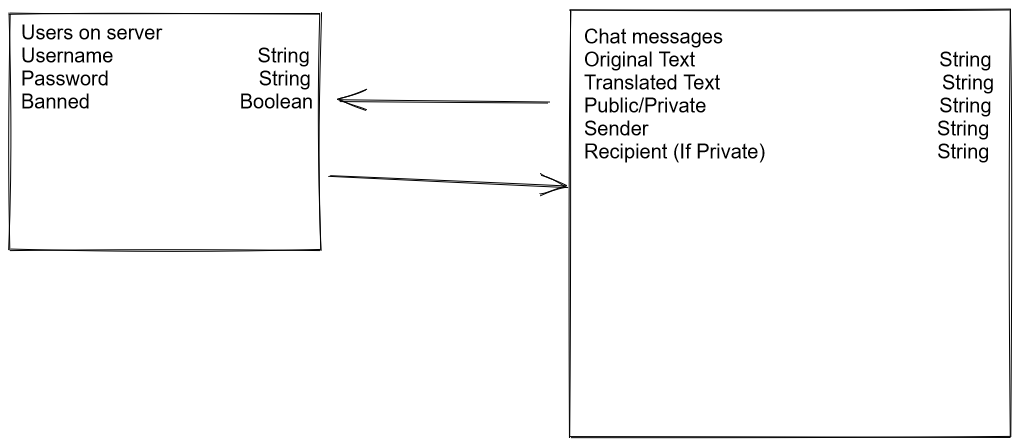 Users on server
Username String
Password String
Banned Boolean
Chat messages
Original Text String
Translated Text String
Public/Private String
Sender String
Recipient (If Private) String